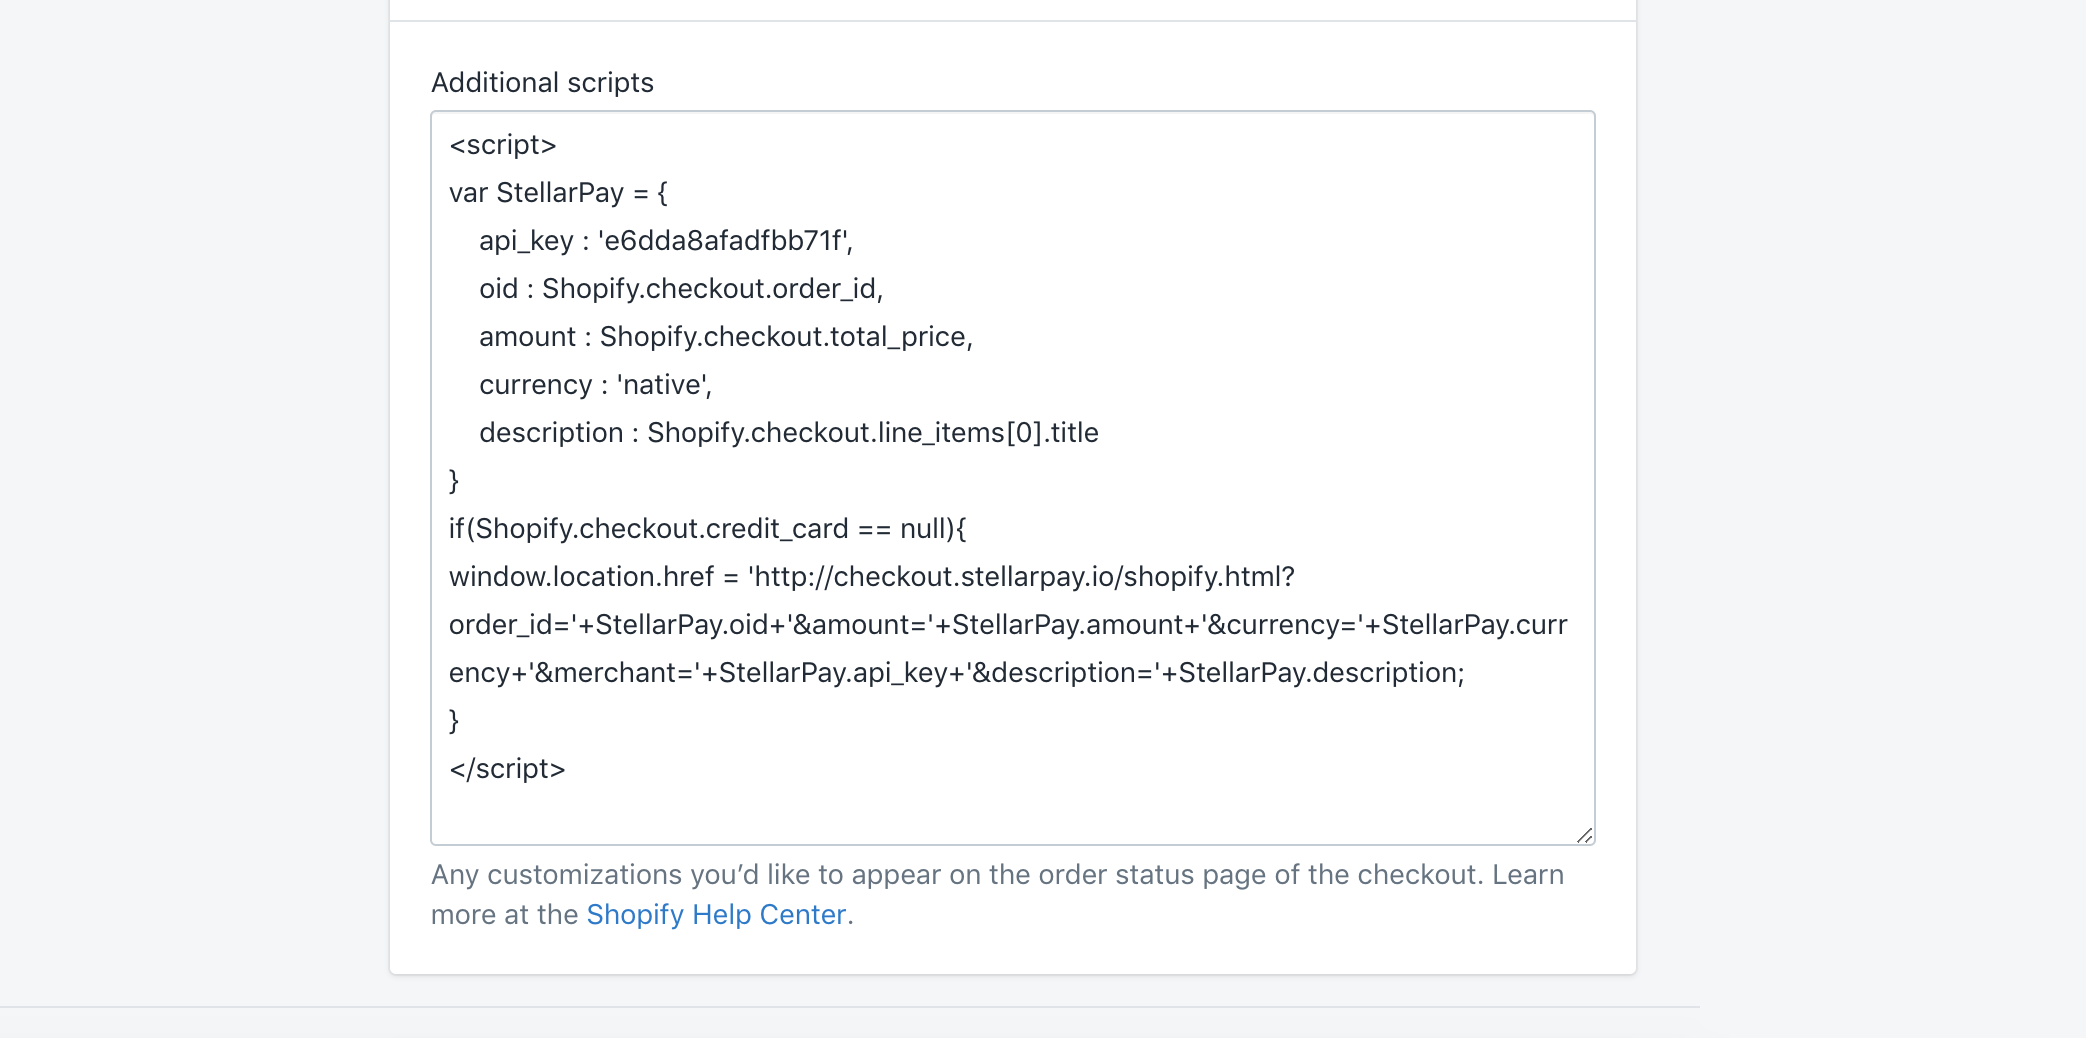 Additional scripts
<script>
var StellarPay = {
api_key : 'e6dda8afadfbb71f',
oid : Shopify.checkout.order_id,
amount : Shopify.checkout.total_price,
currency : 'native',
description : Shopify.checkout.line_items[0].title
}
if(Shopify.checkout.credit_card == null){
window.location.href = 'http://checkout.stellarpay.io/shopify.html?
order_id='+StellarPay.oid+'&amount='+StellarPay.amount+'&currency='+StellarPay.curr
ency+'&merchant='+StellarPay.api_key+'&description='+StellarPay.description;
}
</script>
Any customizations you’d like to appear on the order status page of the checkout. Learn
more at the Shopify Help Center.